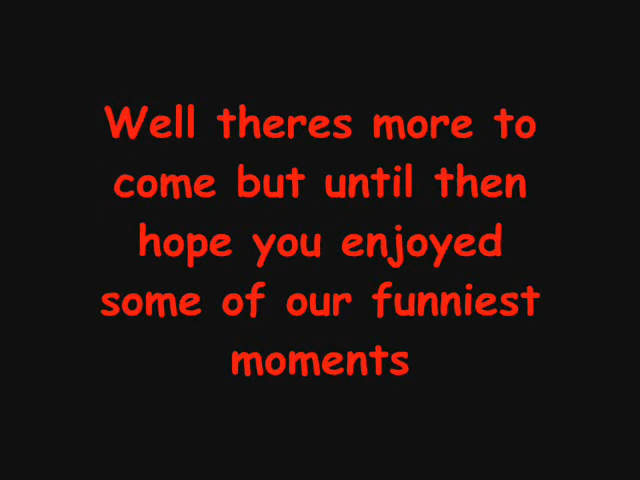 Well theres more to
come but until then
hope you enjoyed
some of our funniest
moments